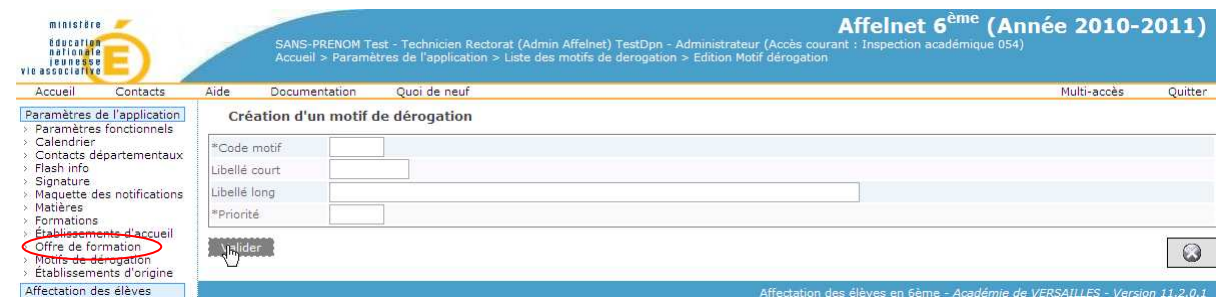 ministère
éducation
nationale
jeunesse
vie associative
É
Affelnet 6ème (Année 2010-2011)
SANS-PRENOM Test - Technicien Rectorat (Admin Affelnet) TestDpn - Administrateur (Accès courant : Inspection académique 054)
Accueil > Paramètres de l'application > Liste des motifs de derogation > Edition Motif dérogation
Accueil Contacts Aide Documentation Quoi de neuf Multi-accès Quitter
Paramètres de l'application
> Paramètres fonctionnels
> Calendrier
> Contacts départementaux
> Flash info
> Signature
> Maquette des notifications
> Matières
> Formations
> Établissements d'accueil
> Offre de formation
> Motifs de dérogation
> Établissements d'origine
Affectation des élèves
Création d'un motif de dérogation
*Code motif
Libellé court
Libellé long
*Priorité
Valider
Affectation des élèves en 6ème - Académie de VERSAILLES - Version 11.2.0.1